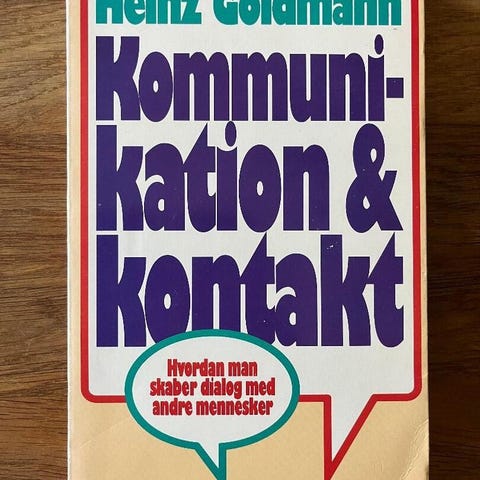 Heinz Goldmann
Kommuni-
kation &
kontakt
Hvordan man
skaber dialog med
andre mennesker